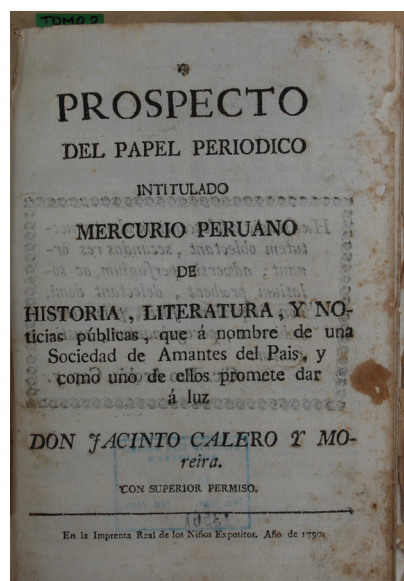 TOMO 2
PROSPECTO
DEL PAPEL PERIODICO
INTITULADO
MERCURIO PERUANO
DE
HISTORIA, LITERATURA, Y NO-
ticias públicas, que á nombre de una
Sociedad de Amantes del Pais, y
como uno de ellos promete dar
á luz
DON JACINTO CALERO Y MO-
reira.
CON SUPERIOR PERMISO.
En la Imprenta Real de los Niños Expositos. Año de 1790.